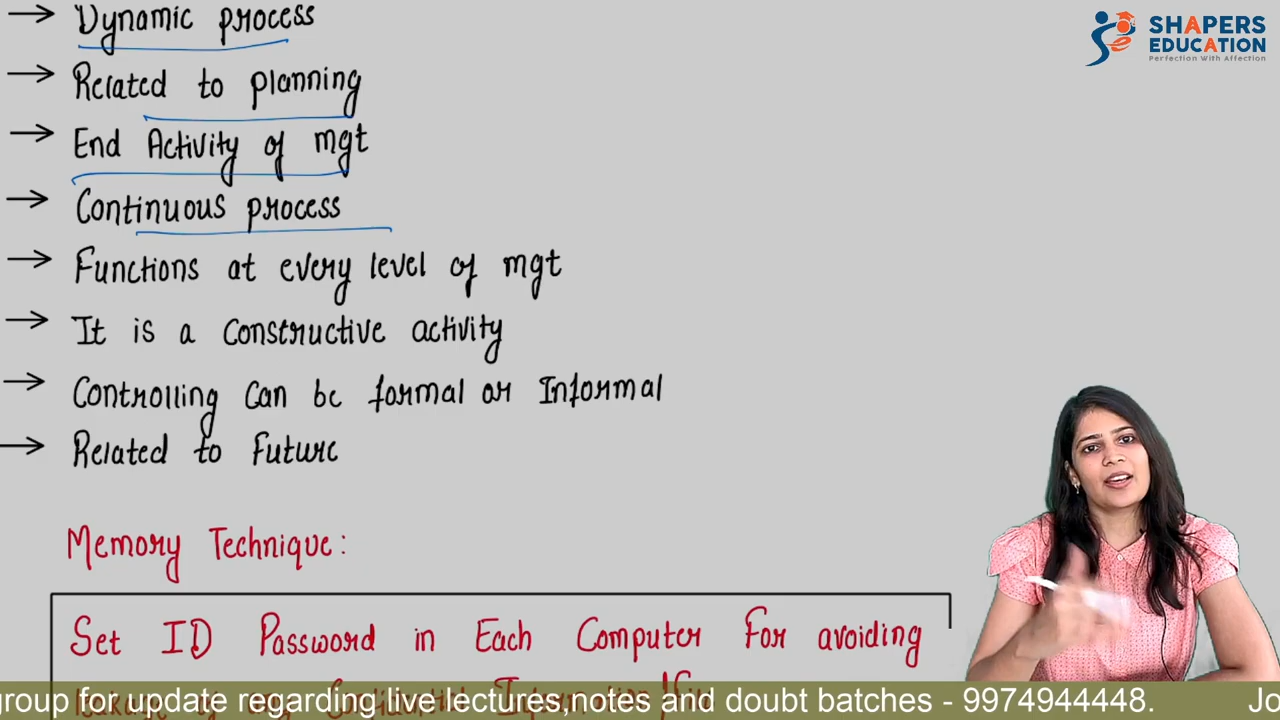 → Dynamic process
→ Related to planning
→ End Activity of mgt
→ Continuous process
→ Functions at every level of mgt
→ It is a constructive activity
→ Controlling Can be formal or Informal
→ Related to Future
Memory Technique:
Set ID Password in Each Computer For avoiding
group for update regarding live lectures,notes and doubt batches - 9974944448. Jo
SHAPERS
EDUCATION
Perfection With Affection